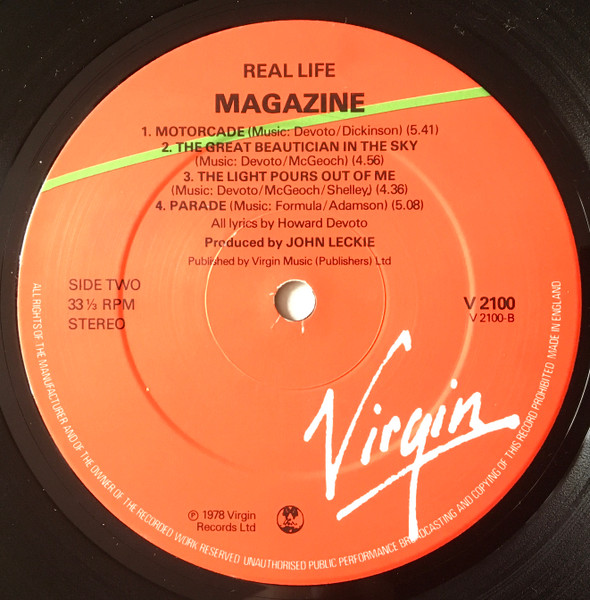 REAL LIFE
MAGAZINE
1. MOTORCADE (Music: Devoto/Dickinson) (5.41)
2. THE GREAT BEAUTICIAN IN THE SKY
(Music: Devoto/McGeoch) (4.56)
3. THE LIGHT POURS OUT OF ME
(Music: Devoto/McGeoch/Shelley) (4.36)
4. PARADE (Music: Formula/Adamson) (5.08)
All lyrics by Howard Devoto
Produced by JOHN LECKIE
Published by Virgin Music (Publishers) Ltd
SIDE TWO
33⅓ RPM
STEREO
V 2100
V 2100-B
Virgin
℗ 1978 Virgin
Records Ltd
ALL RIGHTS OF THE MANUFACTURER AND OF THE OWNER OF THE RECORDED WORK RESERVED UNAUTHORISED PUBLIC PERFORMANCE BROADCASTING AND COPYING OF THIS RECORD PROHIBITED. MADE IN ENGLAND